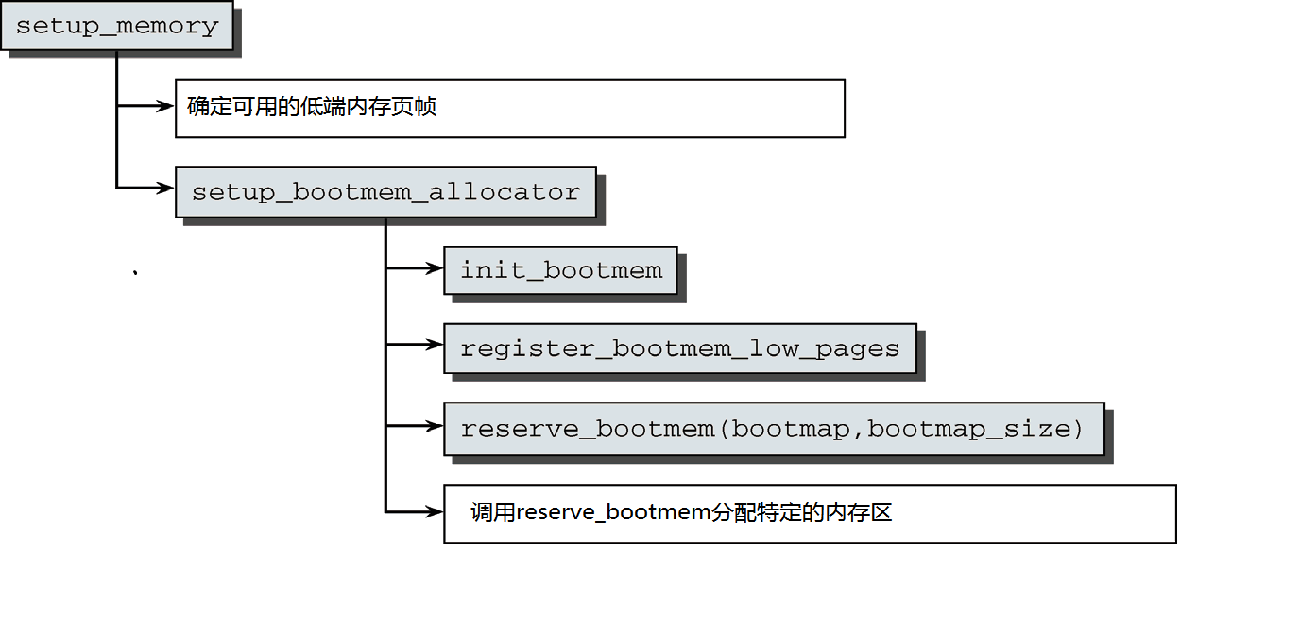 setup_memory
确定可用的低端内存页帧
setup_bootmem_allocator
init_bootmem
register_bootmem_low_pages
reserve_bootmem(bootmap,bootmap_size)
调用reserve_bootmem分配特定的内存区